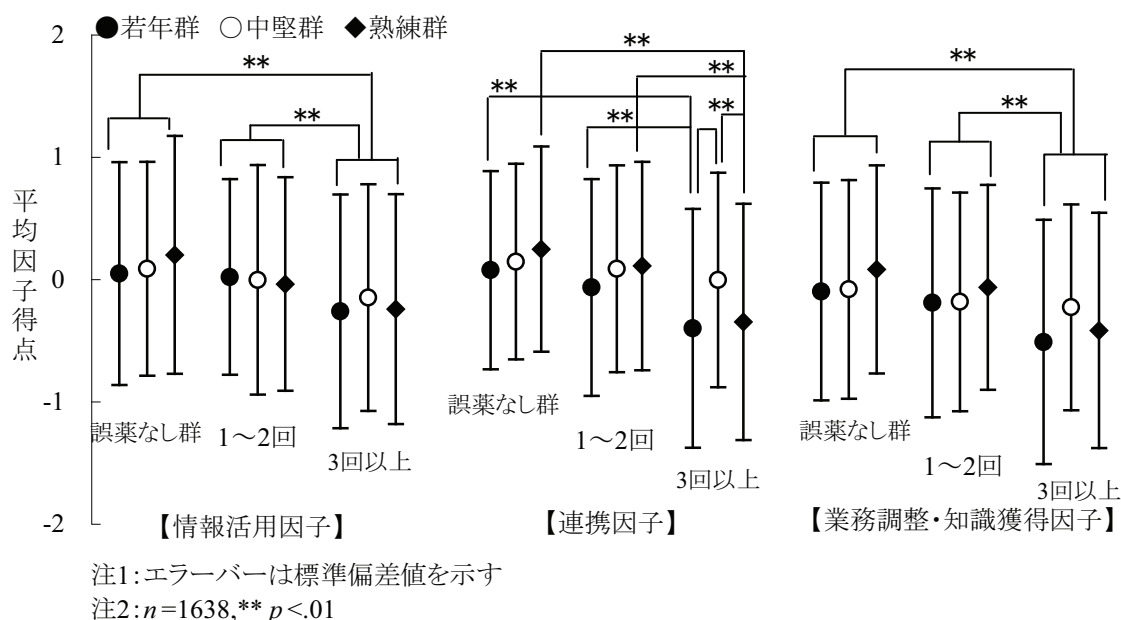 ●若年群 ○中堅群 ◆熟練群
2
1
0
-1
-2
平均因子得点
**
**
**
**
**
**
**
**
**
誤薬なし群
1～2回
3回以上
誤薬なし群
1～2回
3回以上
誤薬なし群
1～2回
3回以上
【情報活用因子】
【連携因子】
【業務調整・知識獲得因子】
注1:エラーバーは標準偏差値を示す
注2:n=1638,** p<.01